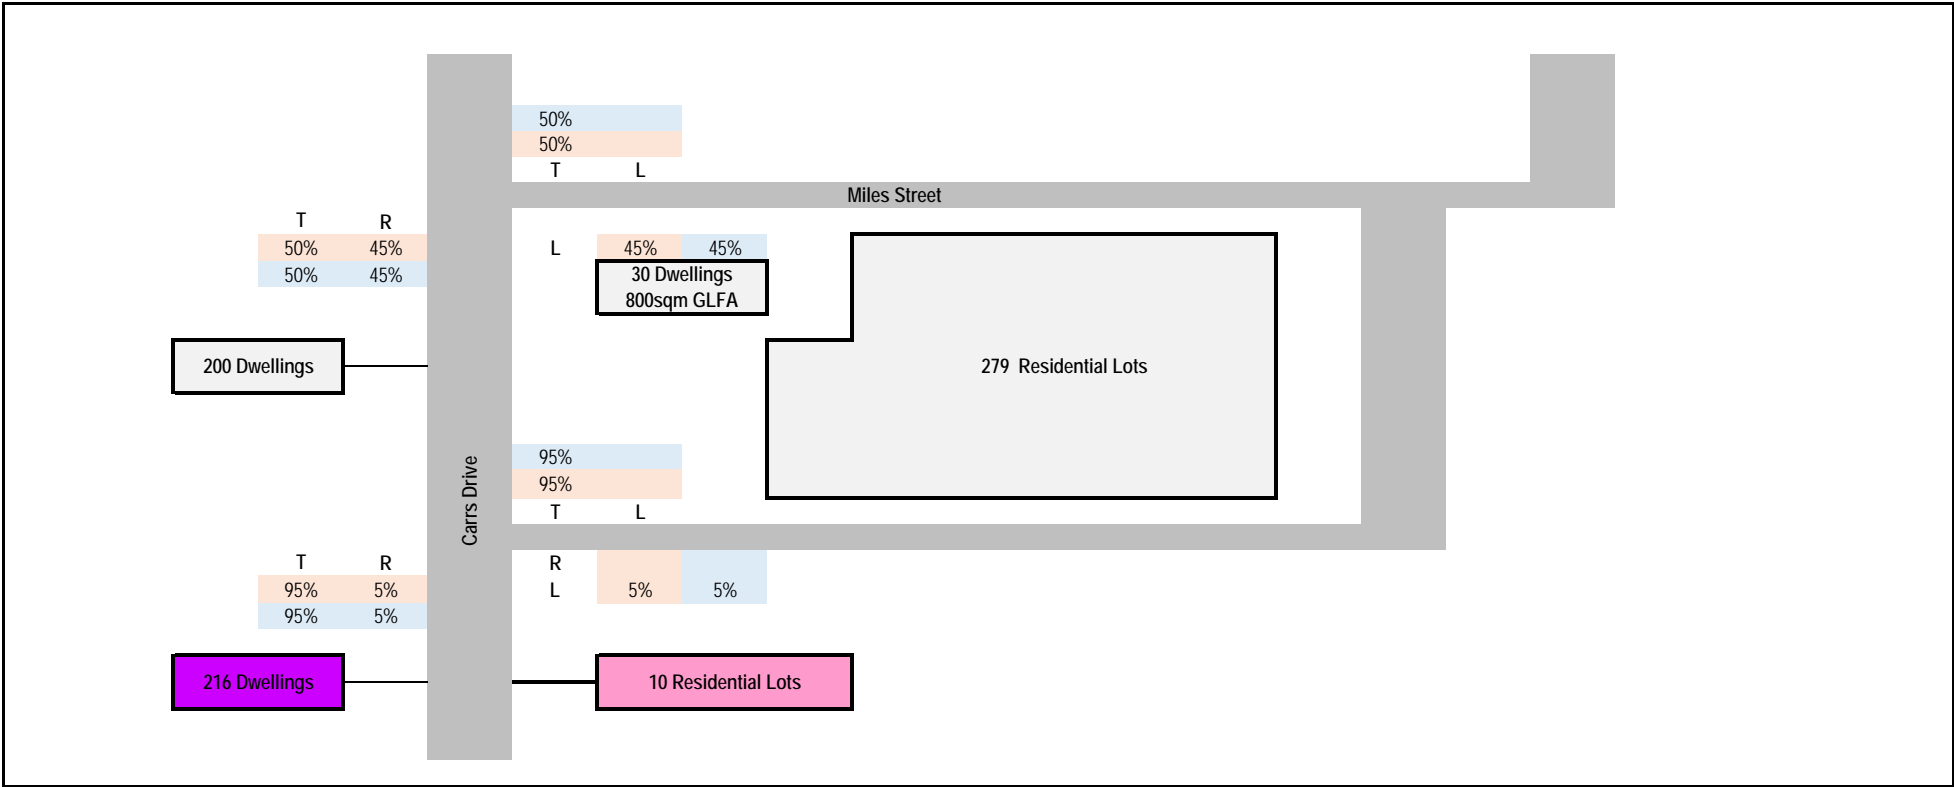 50%
50%
T L
Miles Street
T R
50% 45%
50% 45%
L 45% 45%
30 Dwellings
800sqm GLFA
200 Dwellings
279 Residential Lots
Carrs Drive
95%
95%
T L
T R
95% 5%
95% 5%
R
L 5% 5%
216 Dwellings
10 Residential Lots